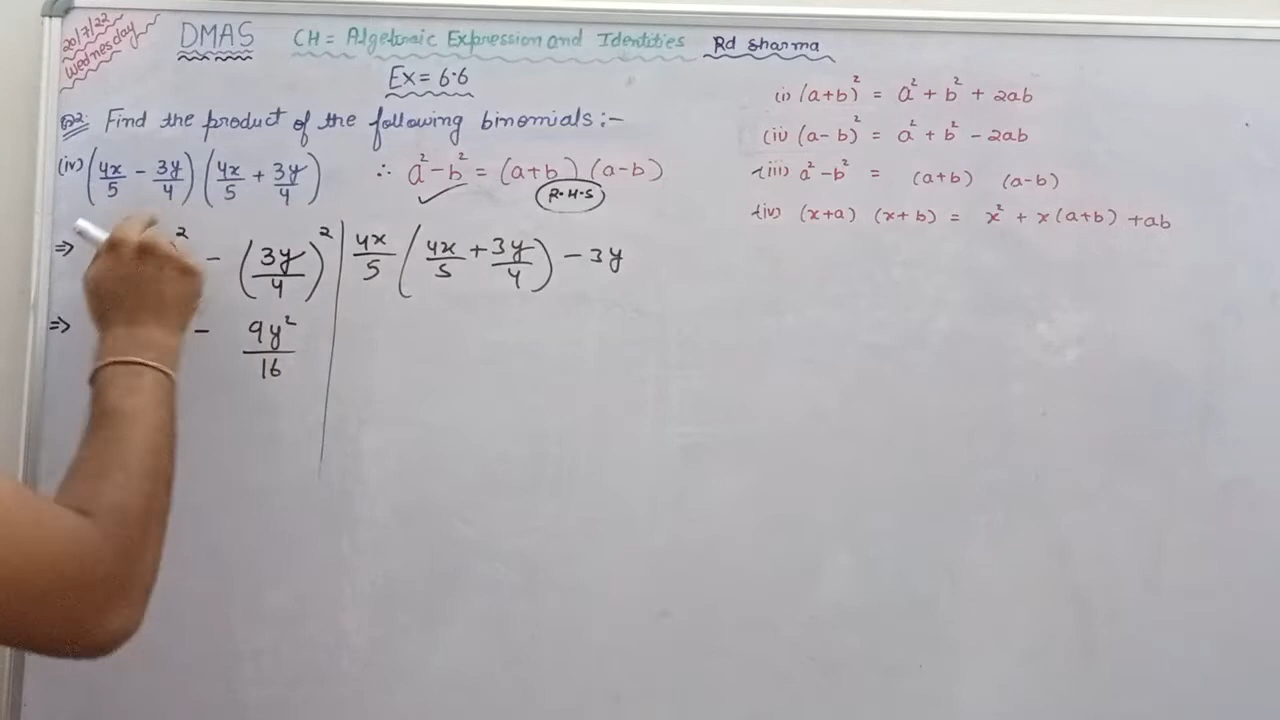 20/7/22
Wednesday
DMAS CH = Algebraic Expression and Identities Rd Sharma
Ex = 6.6
Q2. Find the product of the following binomials :-
(iv) (4x/5 - 3y/4) (4x/5 + 3y/4) ∴ a² - b² = (a+b) (a-b)
R.H.S
⇒ ² - (3y/4)² | 4x/5 (4x/5 + 3y/4) - 3y
⇒ - 9y²/16
(i) (a+b)² = a² + b² + 2ab
(ii) (a-b)² = a² + b² - 2ab
(iii) a² - b² = (a+b) (a-b)
(iv) (x+a) (x+b) = x² + x(a+b) + ab